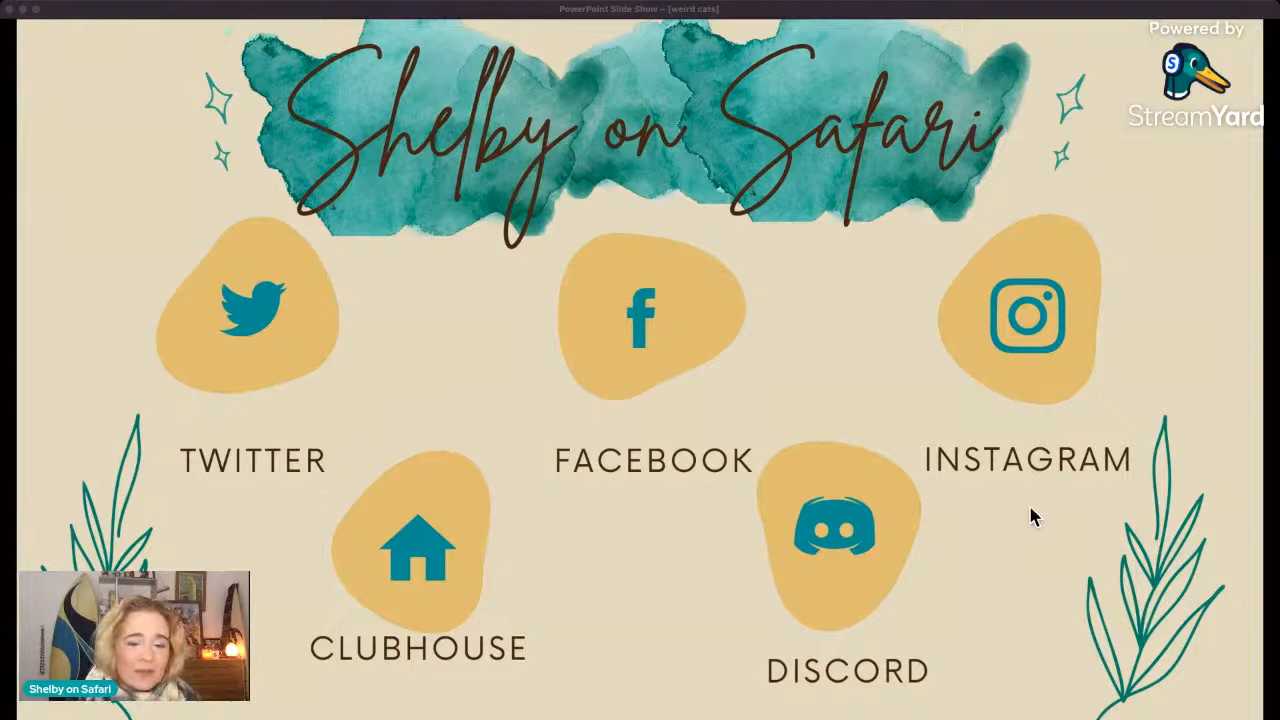 PowerPoint Slide Show - [weird cats]
Powered by
StreamYard
Shelby on Safari
TWITTER
FACEBOOK
INSTAGRAM
CLUBHOUSE
DISCORD
Shelby on Safari